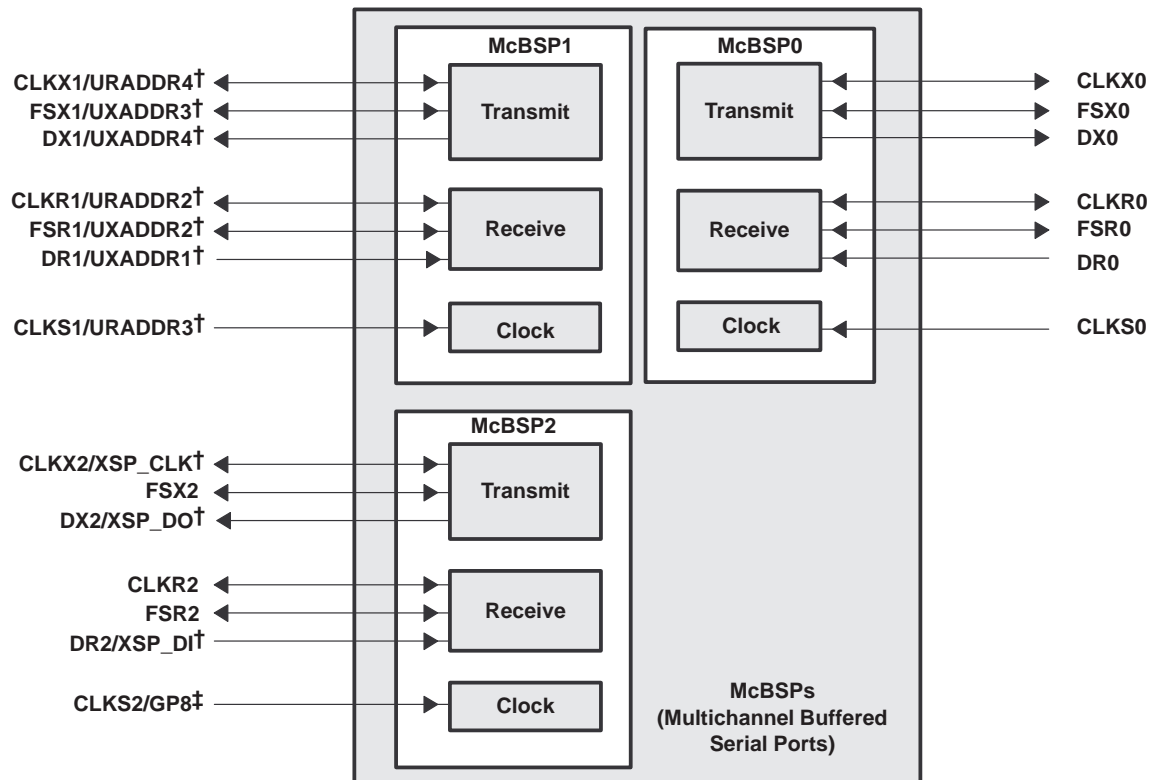 McBSP1
McBSP0
CLKX1/URADDR4†
FSX1/UXADDR3†
DX1/UXADDR4†
Transmit
Transmit
CLKX0
FSX0
DX0
CLKR1/URADDR2†
FSR1/UXADDR2†
DR1/UXADDR1†
Receive
Receive
CLKR0
FSR0
DR0
CLKS1/URADDR3†
Clock
Clock
CLKS0
McBSP2
CLKX2/XSP_CLK†
FSX2
DX2/XSP_DO†
Transmit
CLKR2
FSR2
DR2/XSP_DI†
Receive
CLKS2/GP8‡
Clock
McBSPs
(Multichannel Buffered
Serial Ports)